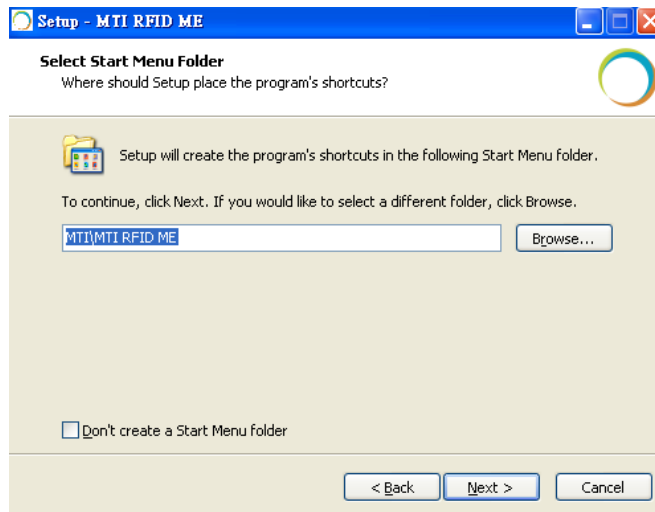 Setup - MTI RFID ME
Select Start Menu Folder
Where should Setup place the program's shortcuts?
Setup will create the program's shortcuts in the following Start Menu folder.
To continue, click Next. If you would like to select a different folder, click Browse.
MTI\MTI RFID ME
Browse...
Don't create a Start Menu folder
< Back
Next >
Cancel